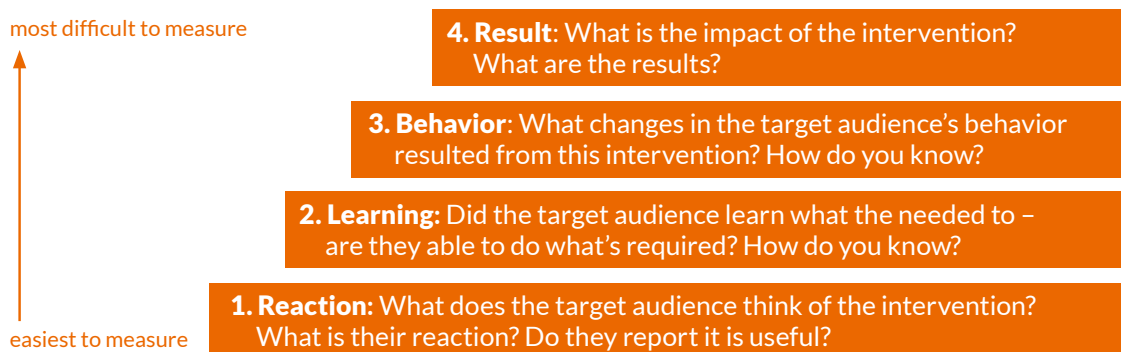 most difficult to measure
4. Result: What is the impact of the intervention?
What are the results?
3. Behavior: What changes in the target audience's behavior
resulted from this intervention? How do you know?
2. Learning: Did the target audience learn what the needed to –
are they able to do what's required? How do you know?
1. Reaction: What does the target audience think of the intervention?
What is their reaction? Do they report it is useful?
easiest to measure